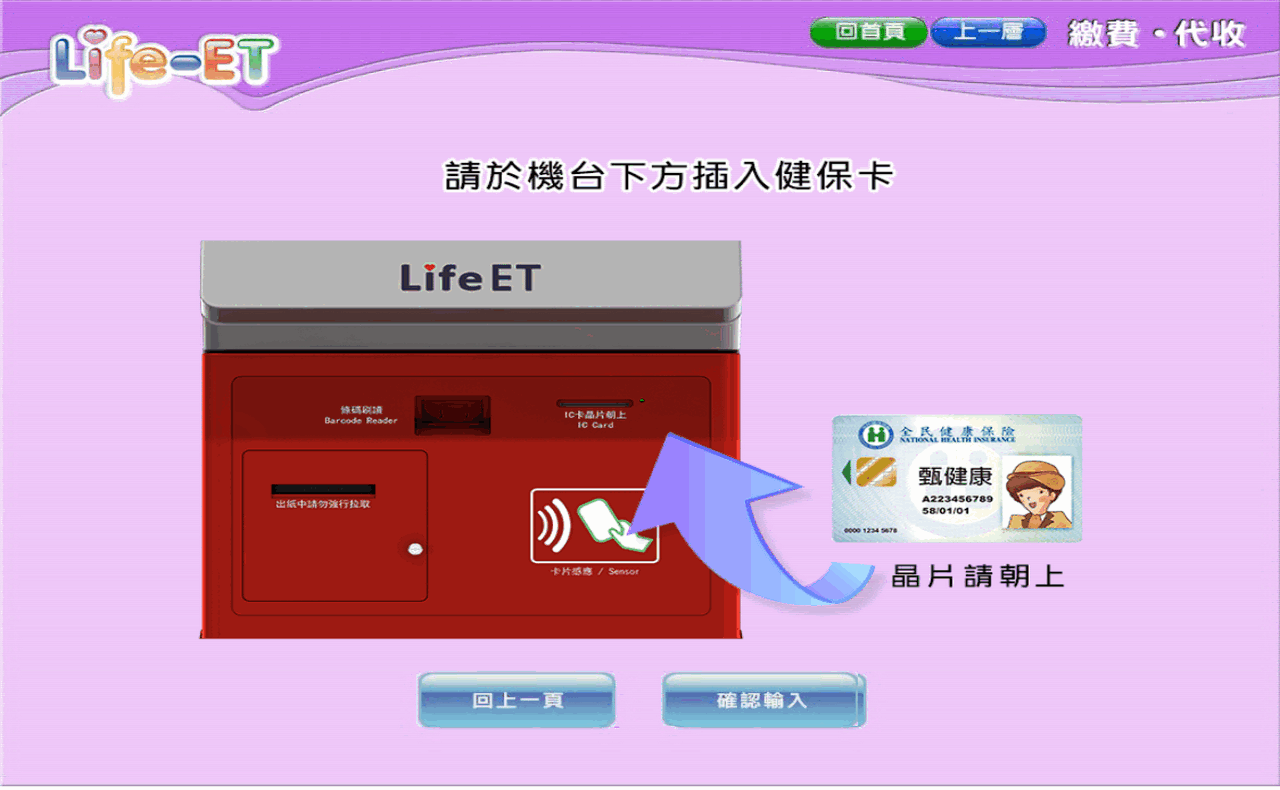 Life-ET
回首頁
上一層
繳費・代收
請於機台下方插入健保卡
Life ET
條碼刷讀
Barcode Reader
IC卡晶片朝上
IC Card
出紙中請勿強行拉取
卡片感應 / Sensor
全民健康保險
NATIONAL HEALTH INSURANCE
甄健康
A223456789
58/01/01
0000 1234 5678
晶片請朝上
回上一頁
確認輸入